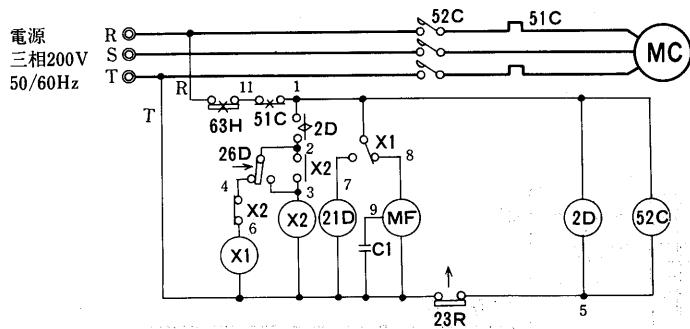 電源
三相200V
50/60Hz
R
S
T
52C
51C
MC
R
11
1
T
63H
51C
2D
26D
2
X2
X1
4
3
7
8
X2
6
X2
21D
9
MF
2D
52C
X1
C1
23R
5